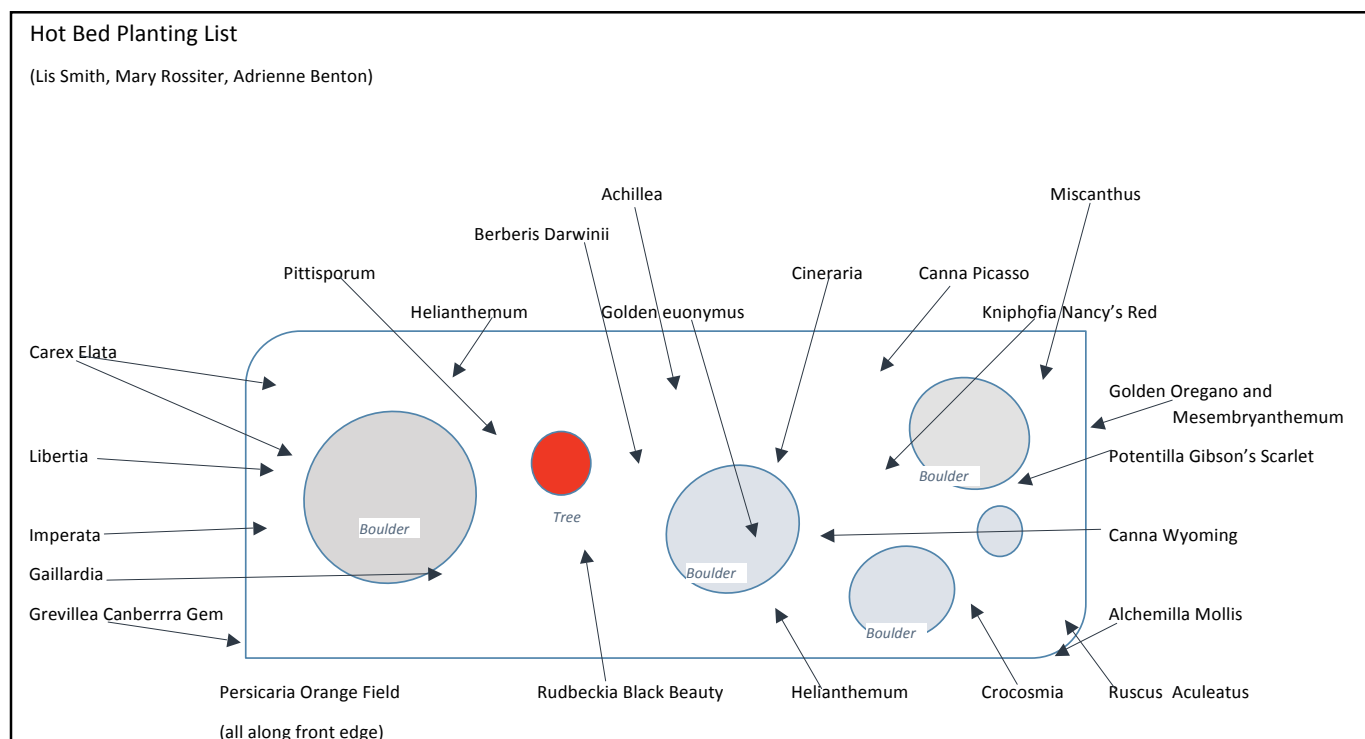 Hot Bed Planting List
(Lis Smith, Mary Rossiter, Adrienne Benton)
Achillea
Miscanthus
Berberis Darwinii
Pittisporum
Cineraria
Canna Picasso
Helianthemum
Golden euonymus
Kniphofia Nancy's Red
Carex Elata
Golden Oregano and
Mesembryanthemum
Libertia
Potentilla Gibson's Scarlet
Boulder
Tree
Imperata
Boulder
Canna Wyoming
Gaillardia
Boulder
Grevillea Canberrra Gem
Alchemilla Mollis
Boulder
Persicaria Orange Field
(all along front edge)
Rudbeckia Black Beauty
Helianthemum
Crocosmia
Ruscus Aculeatus